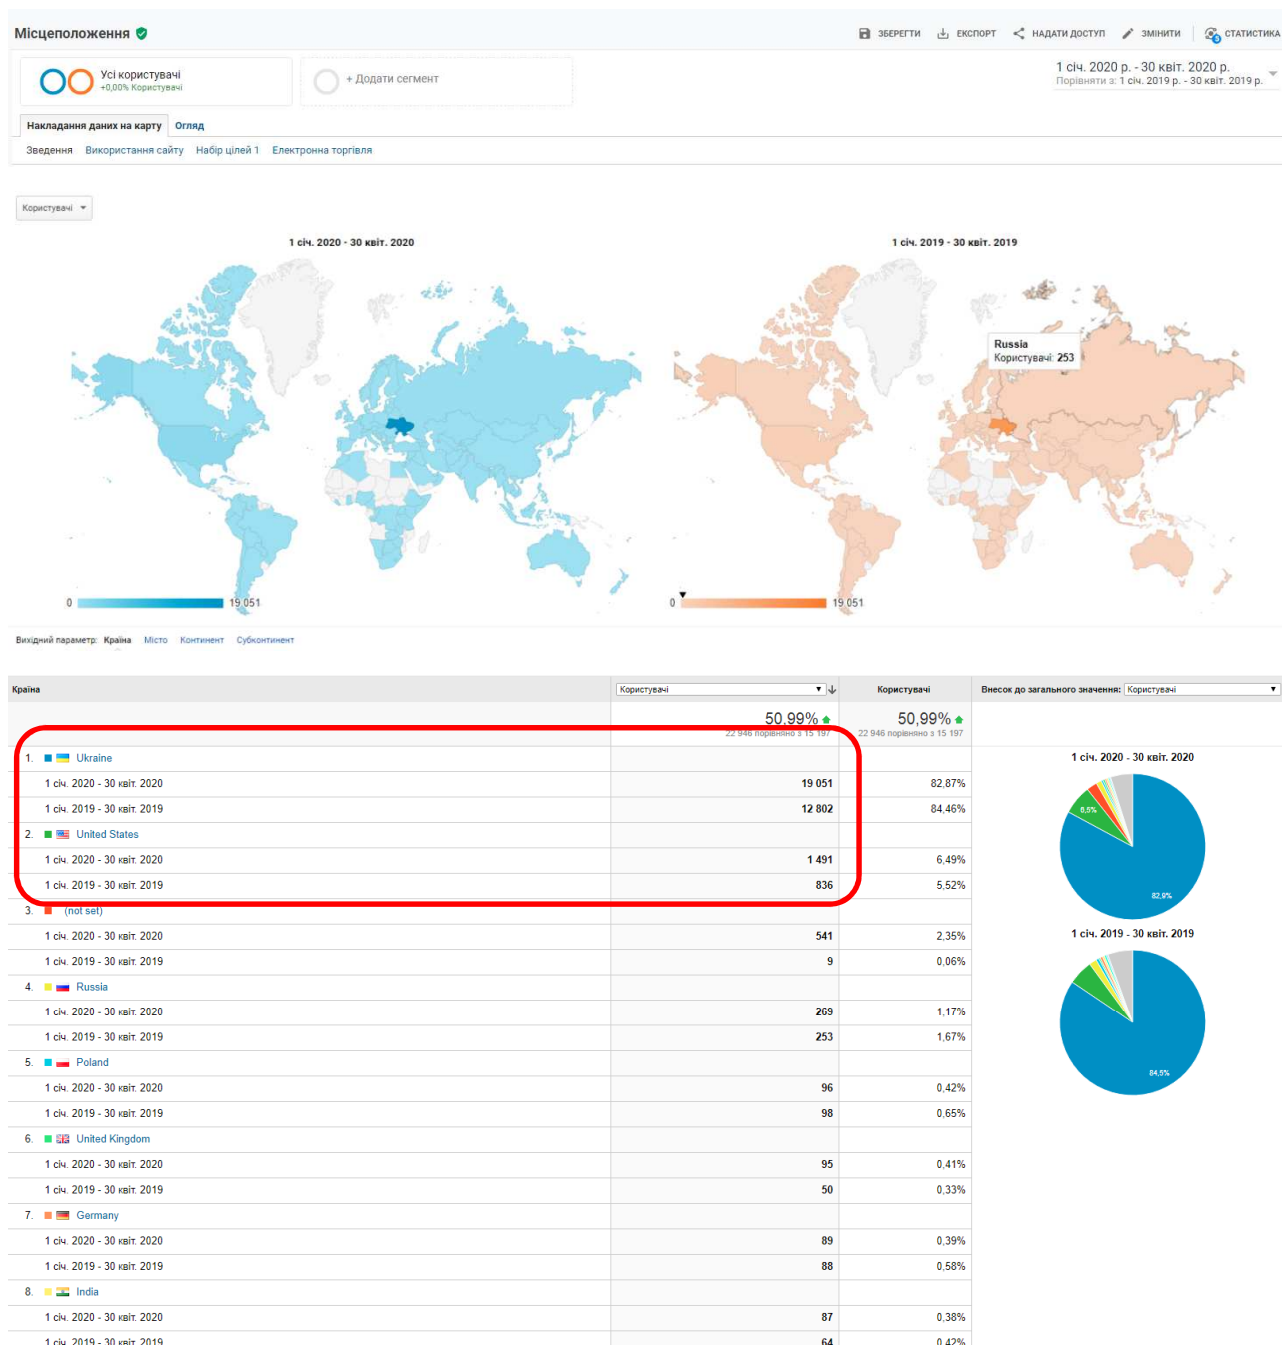 Місцеположення
ЗБЕРЕГТИ ЕКСПОРТ НАДАТИ ДОСТУП ЗМІНИТИ СТАТИСТИКА
Усі користувачі
+0,00% Користувачі
+ Додати сегмент
1 січ. 2020 р. - 30 квіт. 2020 р.
Порівняти з: 1 січ. 2019 р. - 30 квіт. 2019 р.
Накладання даних на карту Огляд
Зведення Використання сайту Набір цілей 1 Електронна торгівля
Користувачі
1 січ. 2020 - 30 квіт. 2020
1 січ. 2019 - 30 квіт. 2019
Russia
Користувачі: 253
0 19 051
0 19 051
Вихідний параметр: Країна Місто Континент Субконтинент
Країна Користувачі Користувачі Внесок до загального значення: Користувачі
50,99% 50,99%
22 946 порівняно з 15 197 22 946 порівняно з 15 197
1. Ukraine
1 січ. 2020 - 30 квіт. 2020 19 051 82,87%
1 січ. 2019 - 30 квіт. 2019 12 802 84,46%
2. United States
1 січ. 2020 - 30 квіт. 2020 1 491 6,49%
1 січ. 2019 - 30 квіт. 2019 836 5,52%
3. (not set)
1 січ. 2020 - 30 квіт. 2020 541 2,35%
1 січ. 2019 - 30 квіт. 2019 9 0,06%
4. Russia
1 січ. 2020 - 30 квіт. 2020 269 1,17%
1 січ. 2019 - 30 квіт. 2019 253 1,67%
5. Poland
1 січ. 2020 - 30 квіт. 2020 96 0,42%
1 січ. 2019 - 30 квіт. 2019 98 0,65%
6. United Kingdom
1 січ. 2020 - 30 квіт. 2020 95 0,41%
1 січ. 2019 - 30 квіт. 2019 50 0,33%
7. Germany
1 січ. 2020 - 30 квіт. 2020 89 0,39%
1 січ. 2019 - 30 квіт. 2019 88 0,58%
8. India
1 січ. 2020 - 30 квіт. 2020 87 0,38%
1 січ. 2019 - 30 квіт. 2019 64 0,42%
1 січ. 2020 - 30 квіт. 2020
6,5%
82,9%
1 січ. 2019 - 30 квіт. 2019
84,5%